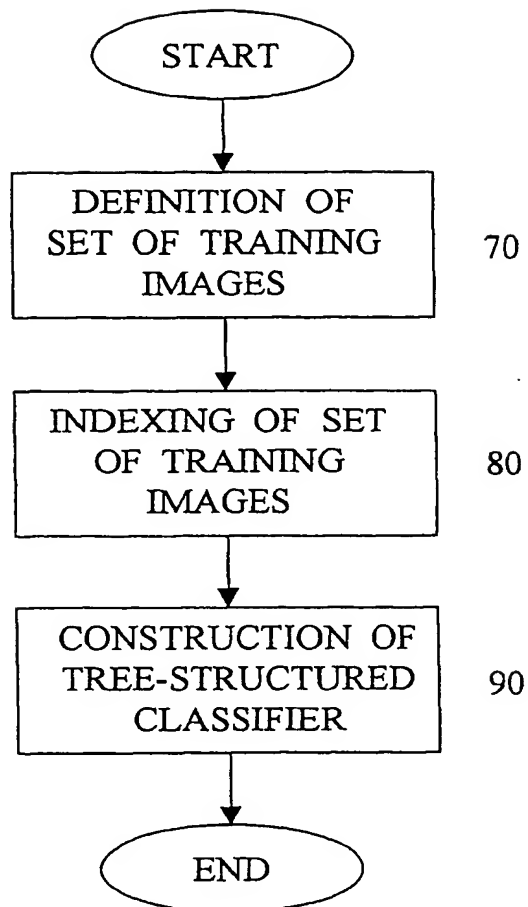 START
DEFINITION OF
SET OF TRAINING
IMAGES
70
INDEXING OF SET
OF TRAINING
IMAGES
80
CONSTRUCTION OF
TREE-STRUCTURED
CLASSIFIER
90
END